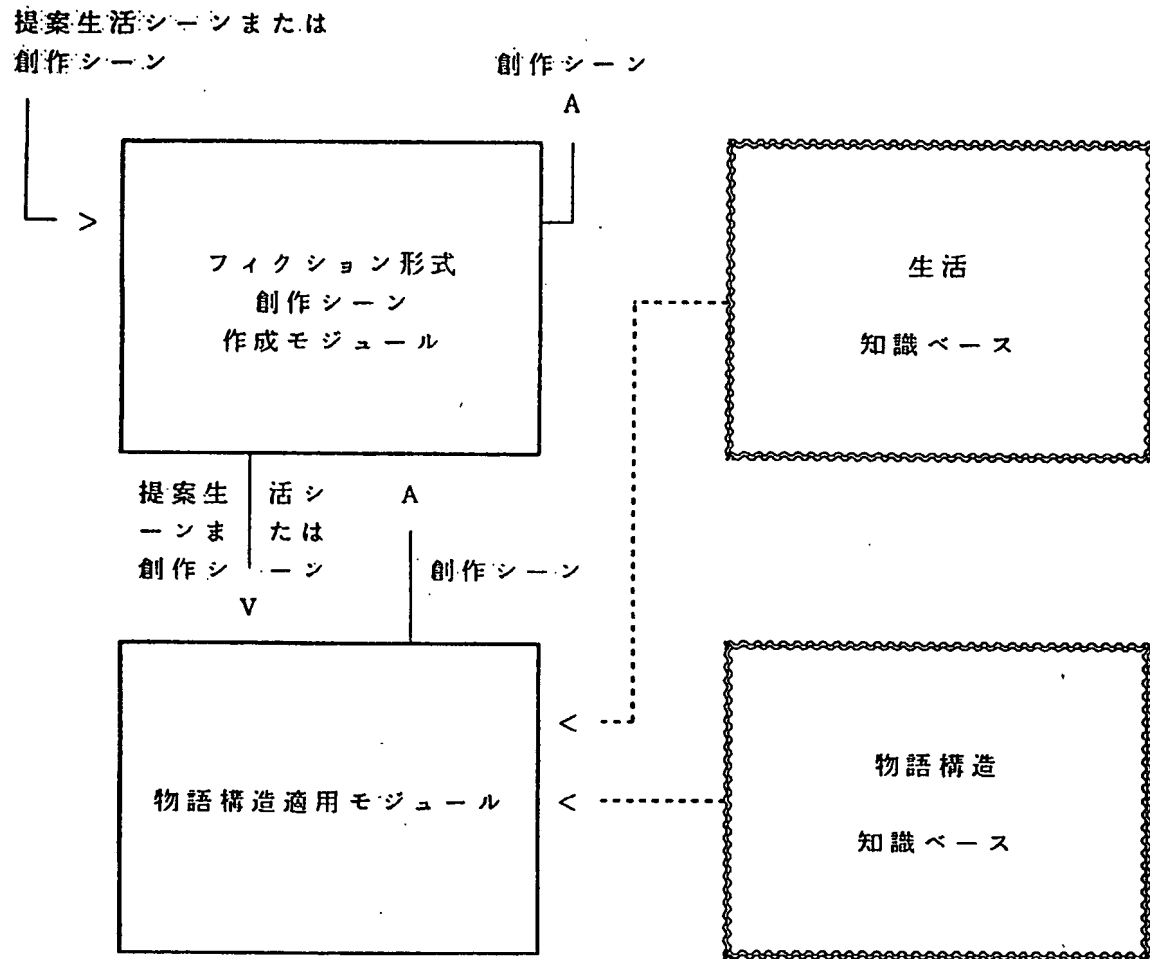 提案生活シーンまたは
創作シーン
創作シーン
A
>
フィクション形式
創作シーン
作成モジュール
生活
知識ベース
提案生活シ
ーンまたは
創作シーン
V
A
創作シーン
物語構造適用モジュール
<
<
物語構造
知識ベース